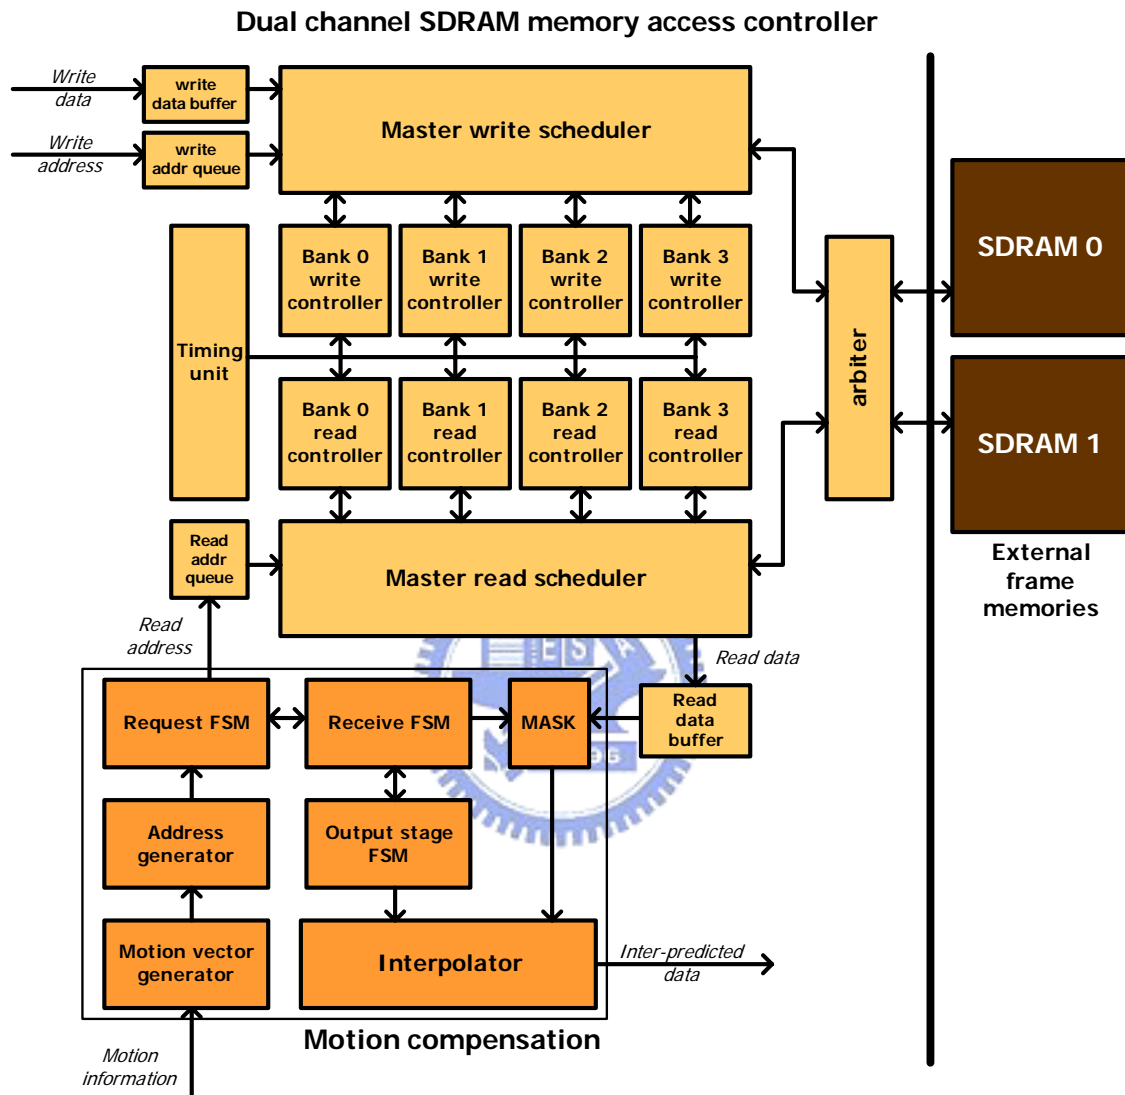 Dual channel SDRAM memory access controller
Write
data
write
data buffer
Master write scheduler
Write
address
write
addr queue
Bank 0
write
controller
Bank 1
write
controller
Bank 2
write
controller
Bank 3
write
controller
SDRAM 0
Timing
unit
arbiter
Bank 0
read
controller
Bank 1
read
controller
Bank 2
read
controller
Bank 3
read
controller
SDRAM 1
Read
addr
queue
Master read scheduler
External
frame
memories
Read
address
Read data
E S
Request FSM
Receive FSM
MASK
Read
data
buffer
Address
generator
Output stage
FSM
Motion vector
generator
Interpolator
Inter-predicted
data
Motion compensation
Motion
information